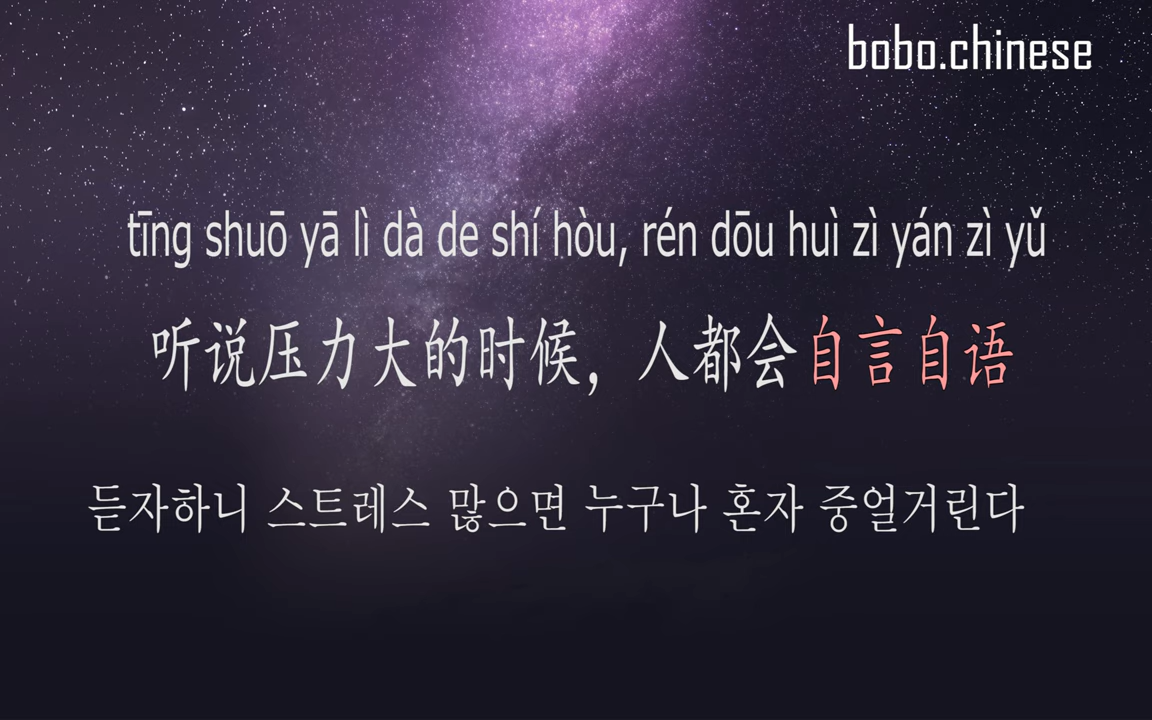 bobo.chinese
tīng shuō yā lì dà de shí hòu, rén dōu huì zì yán zì yǔ
听说压力大的时候，人都会自言自语
듣자하니 스트레스 많으면 누구나 혼자 중얼거린다